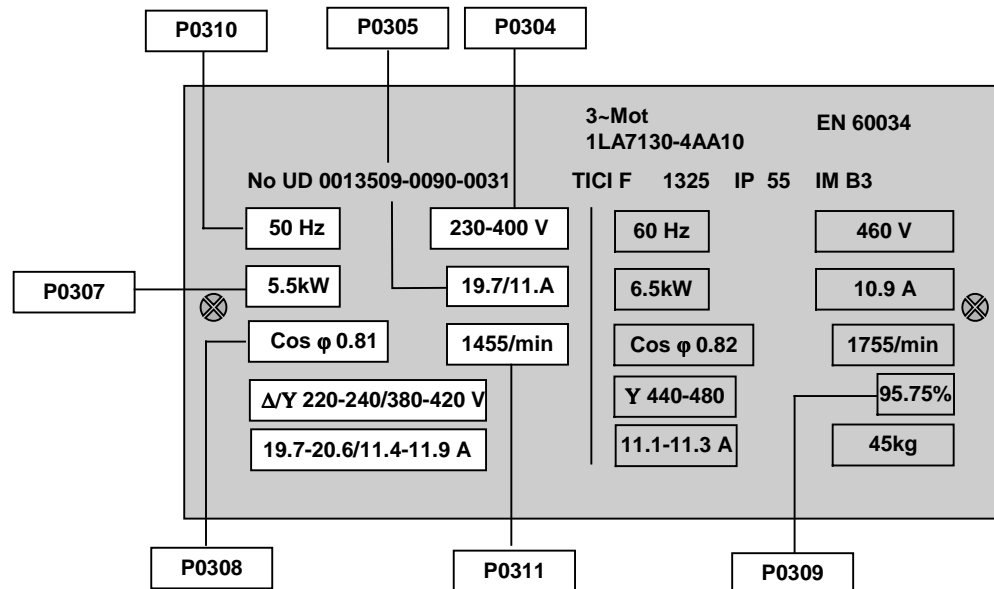 P0310 P0305 P0304
3~Mot EN 60034
1LA7130-4AA10
No UD 0013509-0090-0031 TICI F 1325 IP 55 IM B3
50 Hz 230-400 V 60 Hz 460 V
P0307 5.5kW 19.7/11.A 6.5kW 10.9 A
Cos φ 0.81 1455/min Cos φ 0.82 1755/min
Δ/Y 220-240/380-420 V Y 440-480 95.75%
19.7-20.6/11.4-11.9 A 11.1-11.3 A 45kg
P0308 P0311 P0309